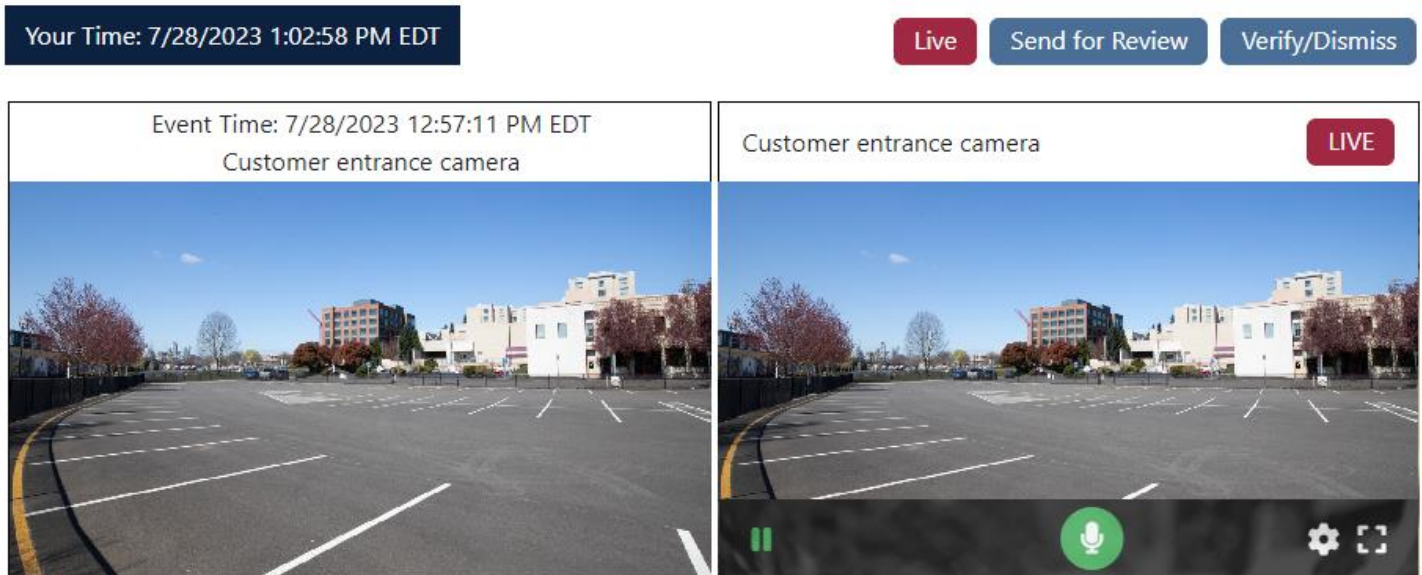 Your Time: 7/28/2023 1:02:58 PM EDT
Live
Send for Review
Verify/Dismiss
Event Time: 7/28/2023 12:57:11 PM EDT
Customer entrance camera
Customer entrance camera
LIVE